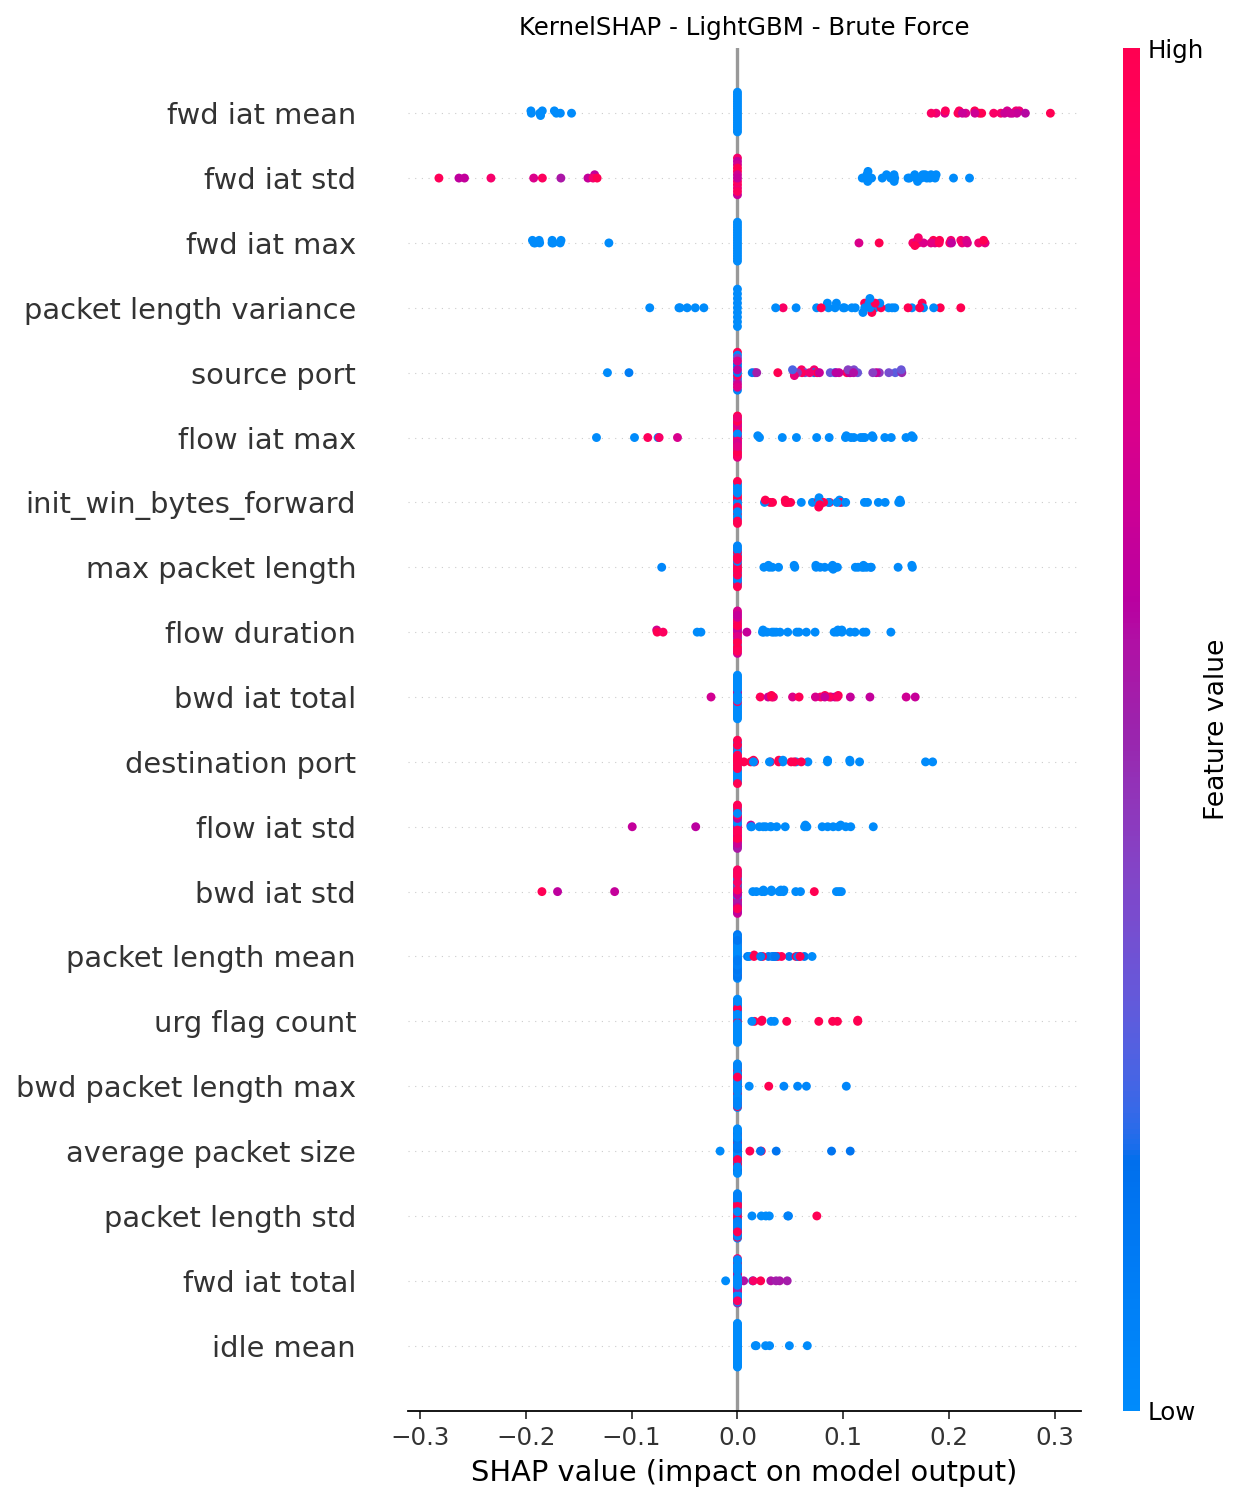 KernelSHAP - LightGBM - Brute Force
High
fwd iat mean
fwd iat std
fwd iat max
packet length variance
source port
flow iat max
init_win_bytes_forward
max packet length
flow duration
bwd iat total
destination port
flow iat std
bwd iat std
packet length mean
urg flag count
bwd packet length max
average packet size
packet length std
fwd iat total
idle mean
Feature value
Low
−0.3 −0.2 −0.1 0.0 0.1 0.2 0.3
SHAP value (impact on model output)